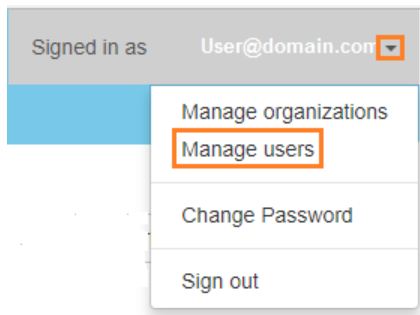 Signed in as User@domain.com
Manage organizations
Manage users
Change Password
Sign out